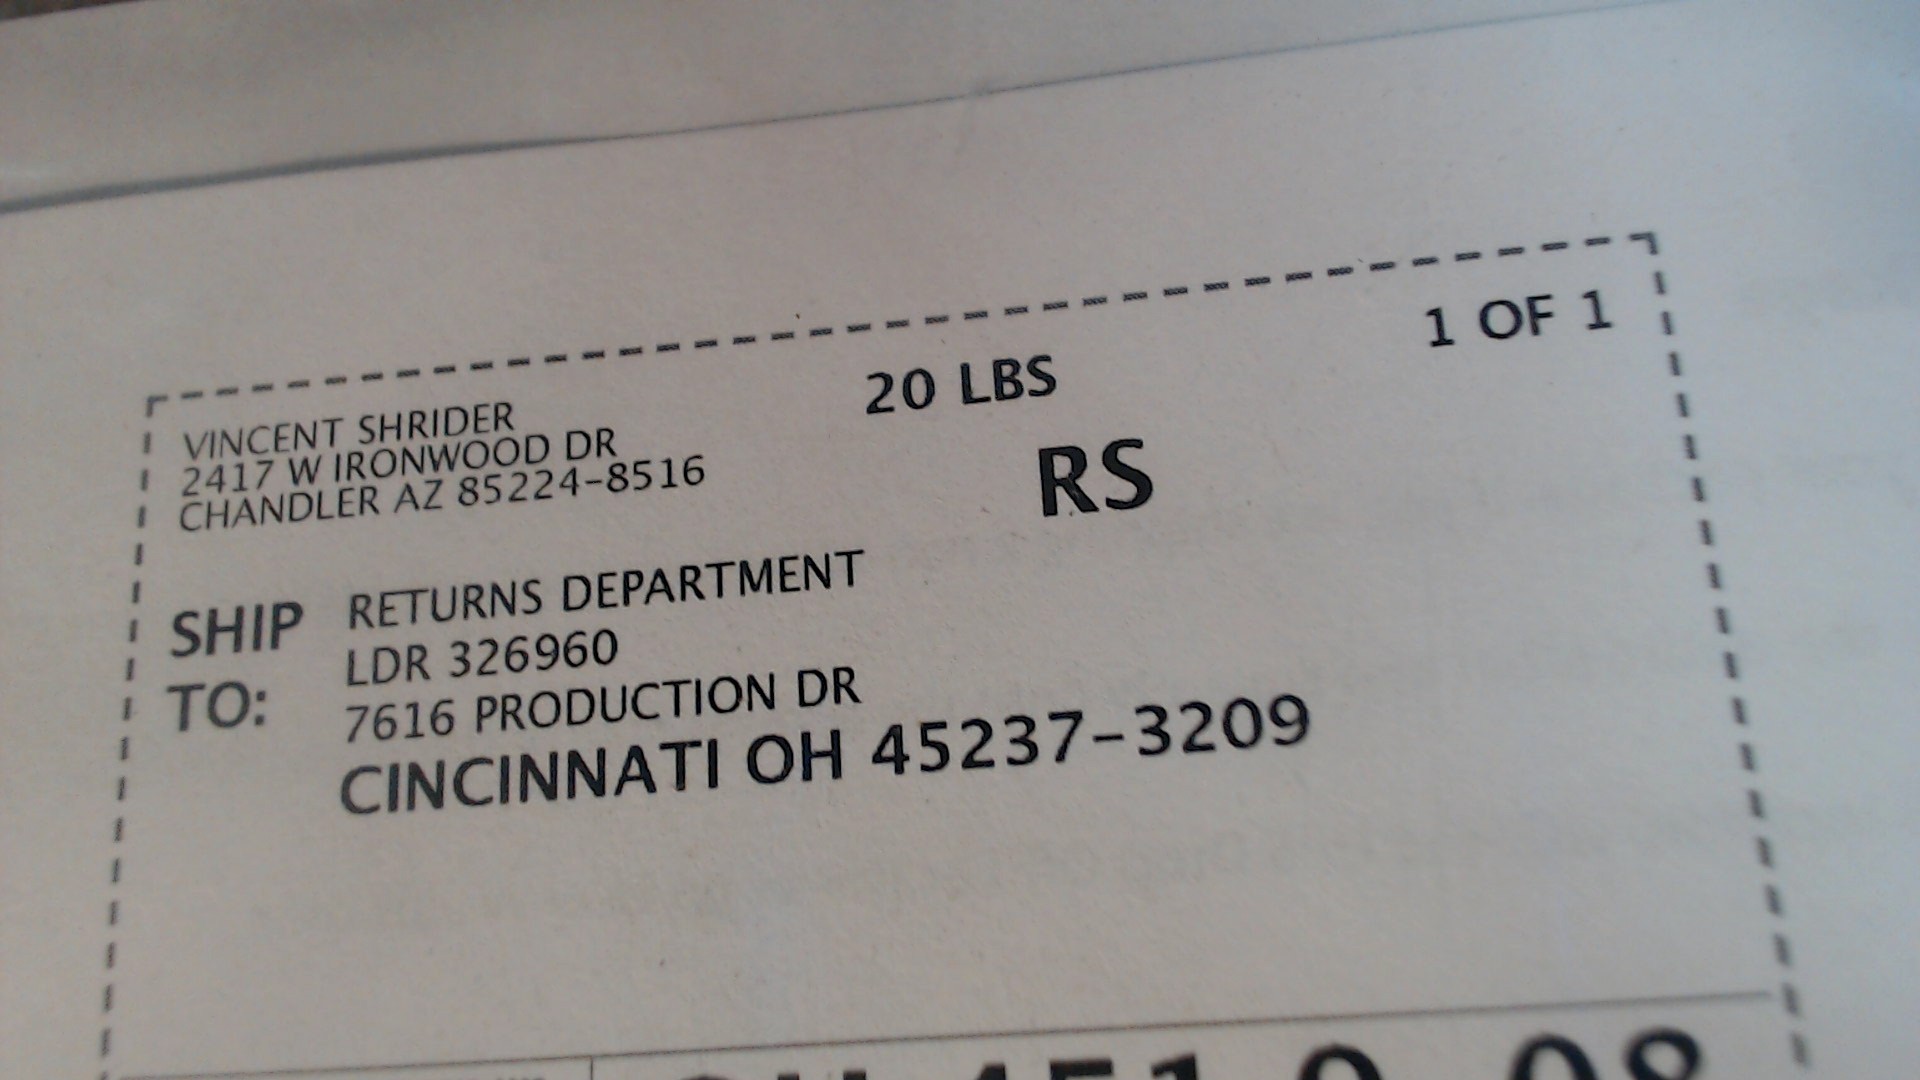 1 OF 1
20 LBS
VINCENT SHRIDER
2417 W IRONWOOD DR
CHANDLER AZ 85224-8516
RS
SHIP TO:
RETURNS DEPARTMENT
LDR 326960
7616 PRODUCTION DR
CINCINNATI OH 45237-3209